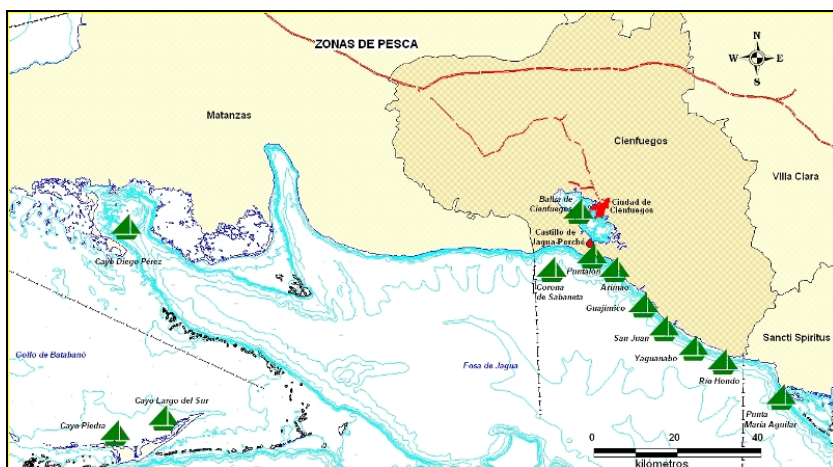 ZONAS DE PESCA
N
W E
S
Matanzas
Cienfuegos
Villa Clara
Bahía de
Cienfuegos
Ciudad de
Cienfuegos
Castillo de
Jagua-Perché
Cayo Diego Pérez
Corona
de Sabaneta
Puntalón
Arimao
Guajimico
San Juan
Sancti Spiritus
Yaguanabo
Río Hondo
Golfo de Batabanó
Fosa de Jagua
Cayo Largo del Sur
Cayo Piedra
Punta
María Aguilar
0 20 40
kilómtros